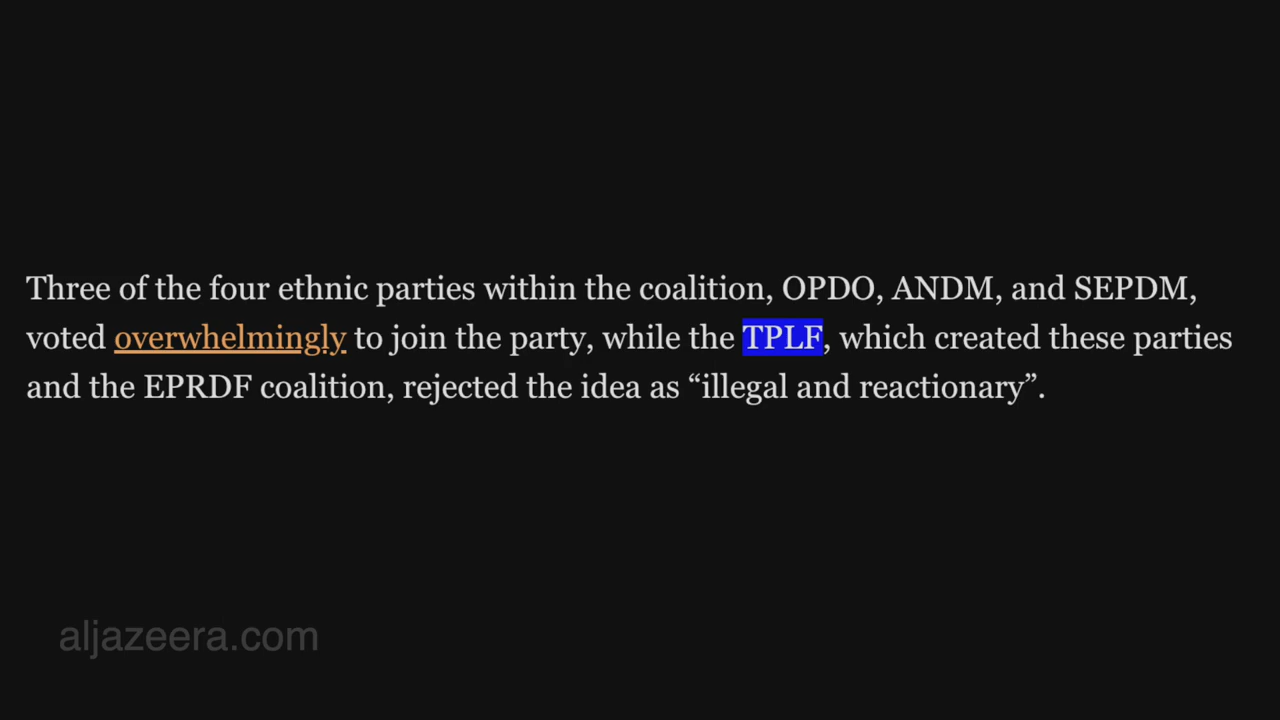 Three of the four ethnic parties within the coalition, OPDO, ANDM, and SEPDM,
voted overwhelmingly to join the party, while the TPLF, which created these parties
and the EPRDF coalition, rejected the idea as “illegal and reactionary”.
aljazeera.com